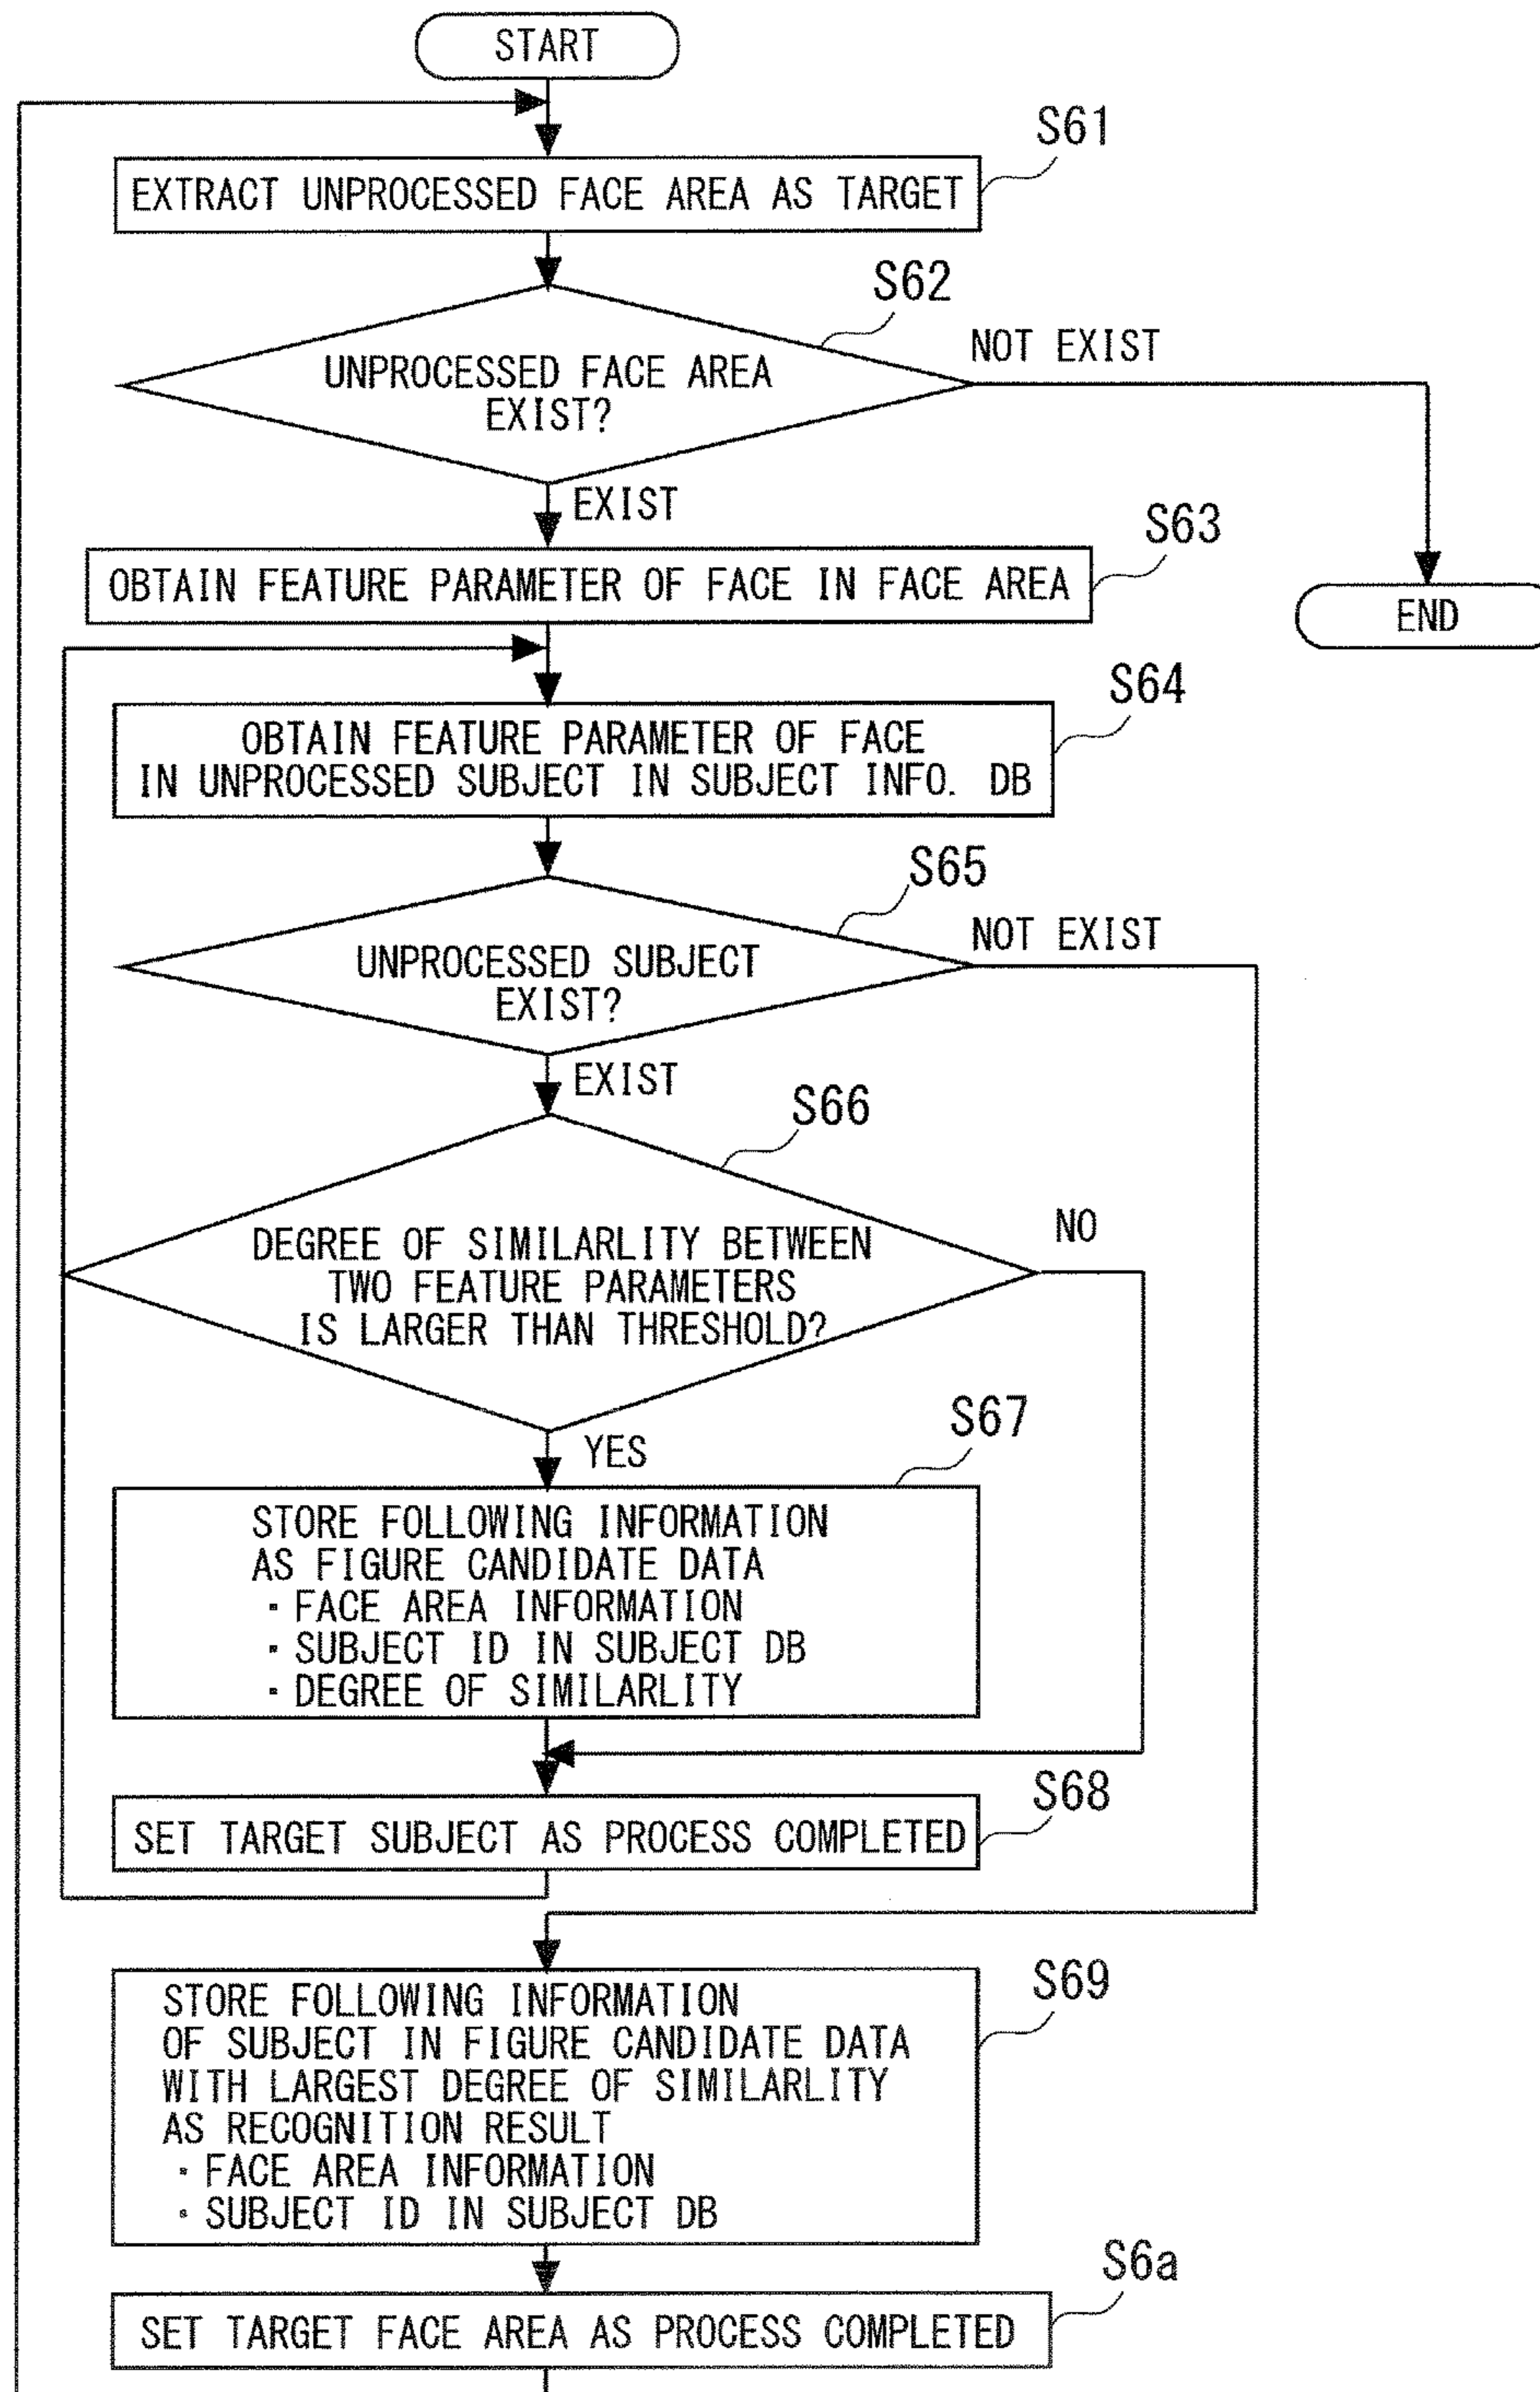 START
S61
EXTRACT UNPROCESSED FACE AREA AS TARGET
S62
UNPROCESSED FACE AREA
EXIST?
NOT EXIST
EXIST
S63
OBTAIN FEATURE PARAMETER OF FACE IN FACE AREA
END
S64
OBTAIN FEATURE PARAMETER OF FACE
IN UNPROCESSED SUBJECT IN SUBJECT INFO. DB
S65
UNPROCESSED SUBJECT
EXIST?
NOT EXIST
EXIST
S66
DEGREE OF SIMILARLITY BETWEEN
TWO FEATURE PARAMETERS
IS LARGER THAN THRESHOLD?
NO
YES
S67
STORE FOLLOWING INFORMATION
AS FIGURE CANDIDATE DATA
・FACE AREA INFORMATION
・SUBJECT ID IN SUBJECT DB
・DEGREE OF SIMILARLITY
S68
SET TARGET SUBJECT AS PROCESS COMPLETED
S69
STORE FOLLOWING INFORMATION
OF SUBJECT IN FIGURE CANDIDATE DATA
WITH LARGEST DEGREE OF SIMILARLITY
AS RECOGNITION RESULT
・FACE AREA INFORMATION
・SUBJECT ID IN SUBJECT DB
S6a
SET TARGET FACE AREA AS PROCESS COMPLETED